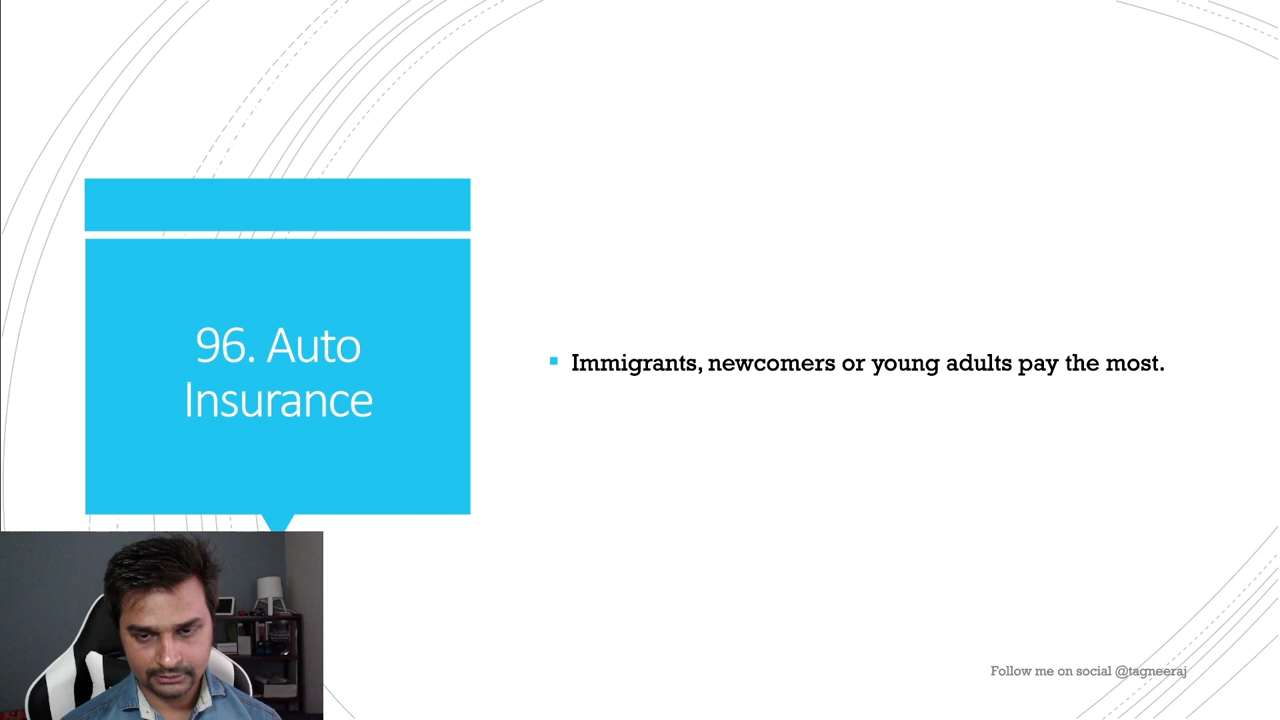 96. Auto
Insurance
Immigrants, newcomers or young adults pay the most.
Follow me on social @tagneeraj